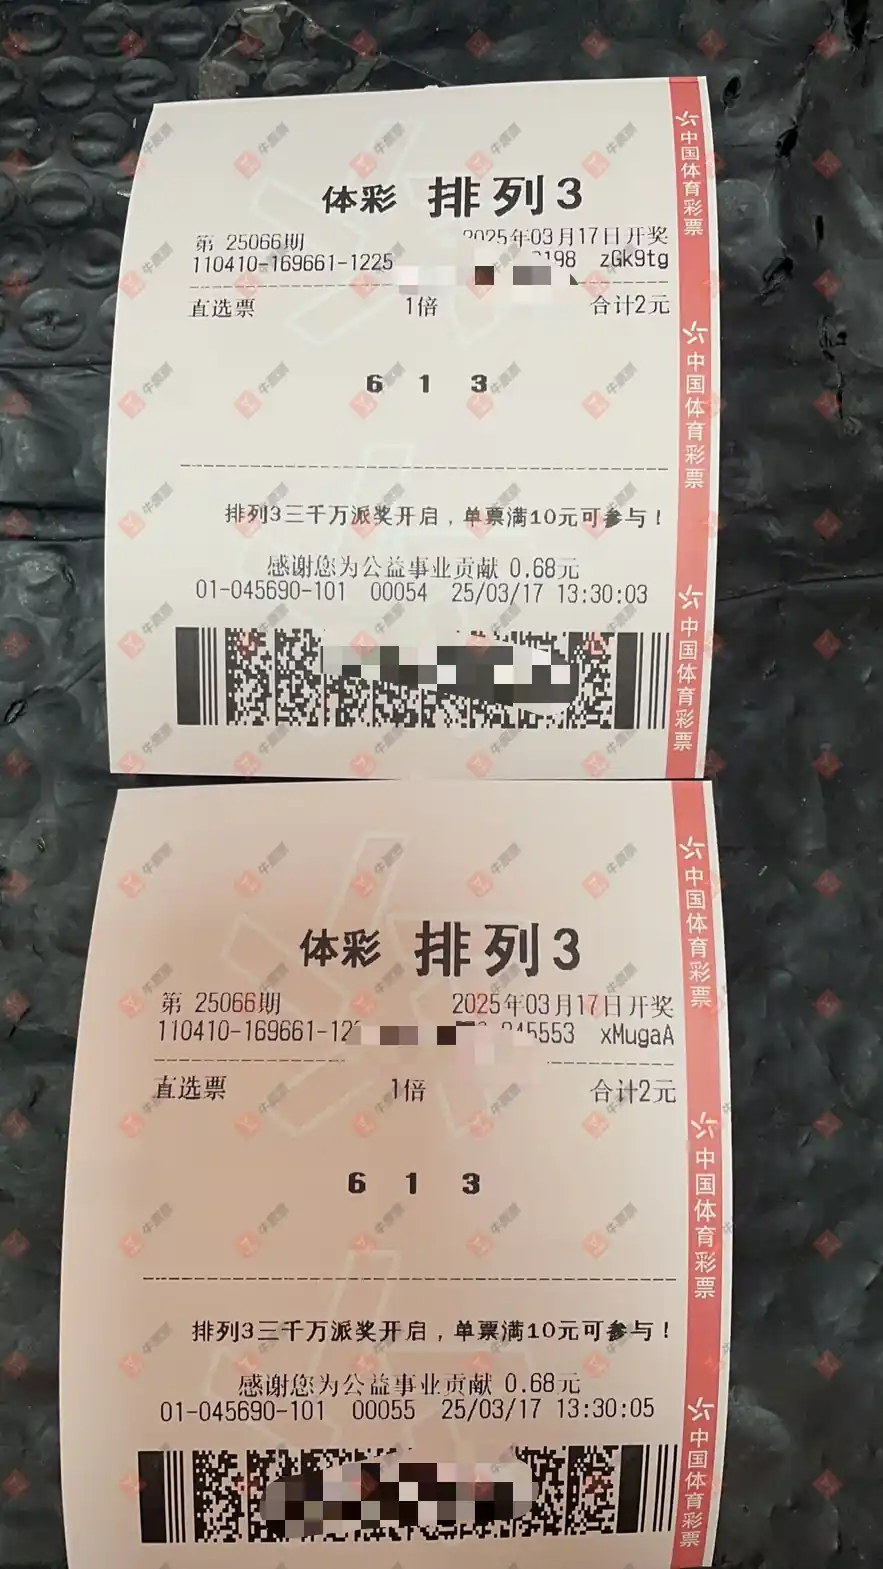 体彩 排列3
第 25066期 2025年03月17日开奖
110410-169661-1225 198 zGk9tg
直选票 1倍 合计2元
6 1 3
排列3三千万派奖开启，单票满10元可参与！
感谢您为公益事业贡献 0.68元
01-045690-101 00054 25/03/17 13:30:03
中国体育彩票
中国体育彩票
中国体育彩票
体彩 排列3
第 25066期 2025年03月17日开奖
110410-169661-12 45553 xMugaA
直选票 1倍 合计2元
6 1 3
排列3三千万派奖开启，单票满10元可参与！
感谢您为公益事业贡献 0.68元
01-045690-101 00055 25/03/17 13:30:05
中国体育彩票
中国体育彩票
中国体育彩票